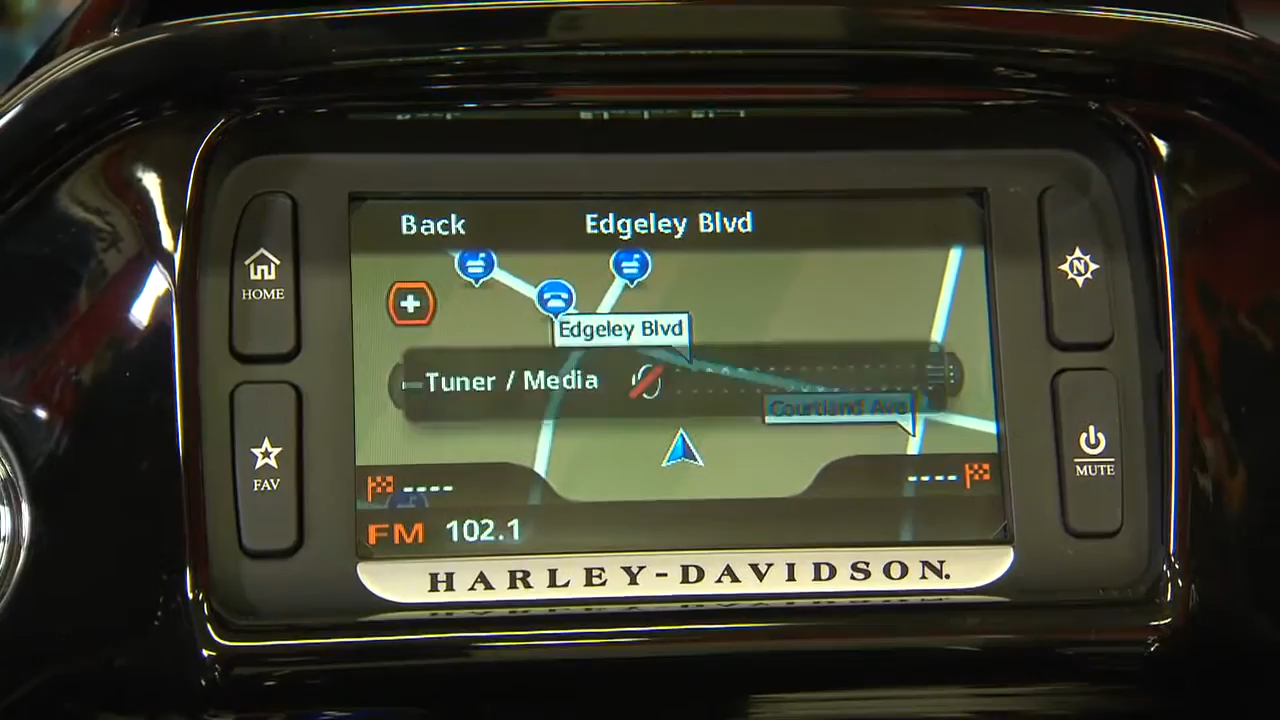 Back
Edgeley Blvd
HOME
N
Edgeley Blvd
Tuner / Media
Courtland Ave
FAV
MUTE
----
----
FM 102.1
HARLEY-DAVIDSON.